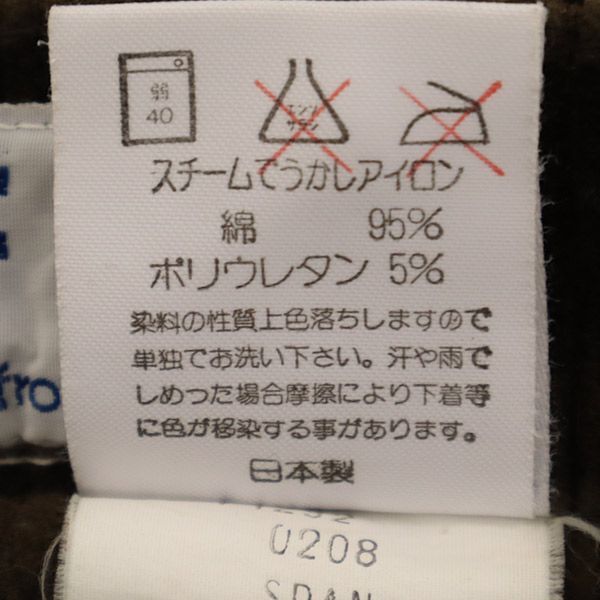 弱
40
エンソ
サラシ
スチームでうかしアイロン
綿 95%
ポリウレタン 5%
染料の性質上色落ちしますので
単独でお洗い下さい。汗や雨で
しめった場合摩擦により下着等
に色が移染する事があります。
日本製
fro
0208
SPAN